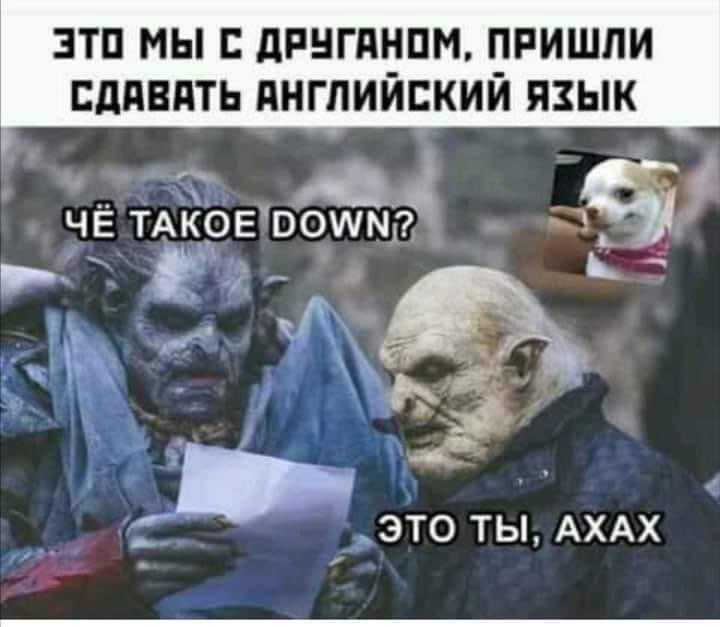 ЭТО МЫ С ДРУГАНОМ, ПРИШЛИ
СДАВАТЬ АНГЛИЙСКИЙ ЯЗЫК
ЧЁ ТАКОЕ DOWN?
ЭТО ТЫ, АХАХ